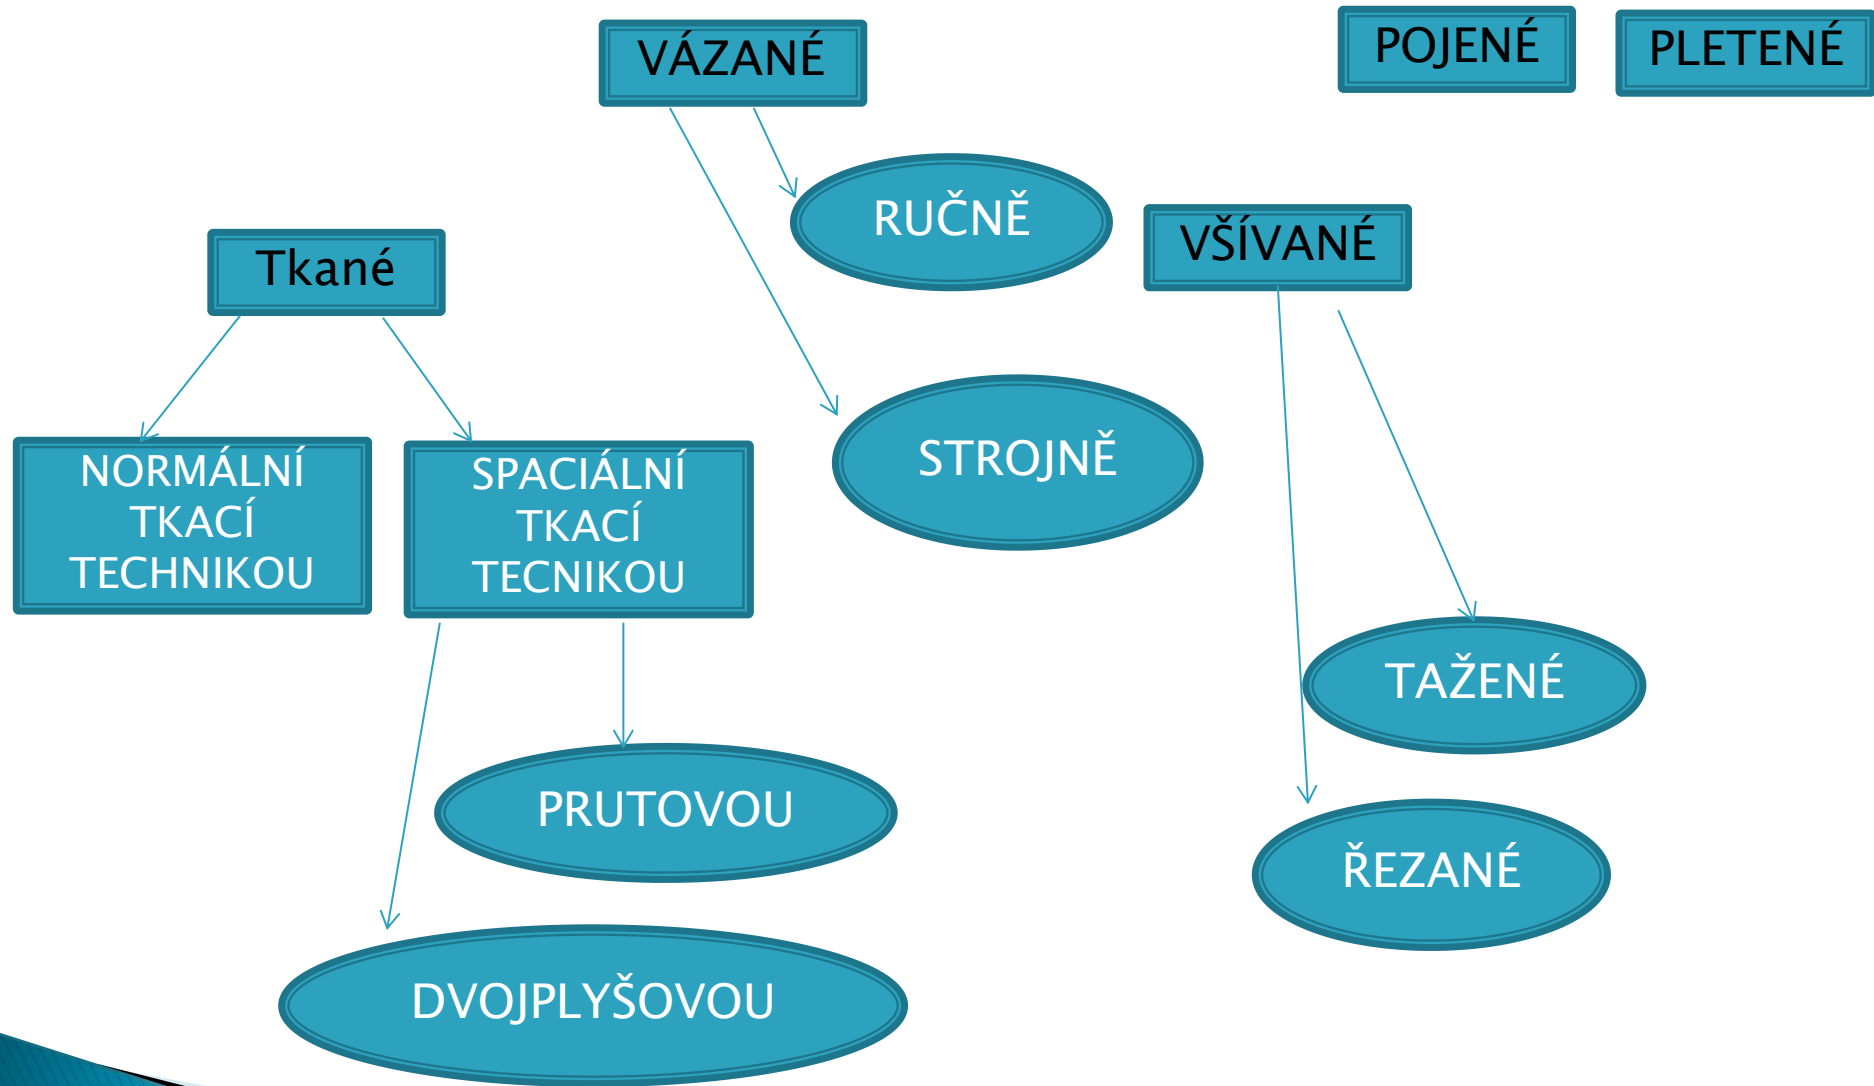 VÁZANÉ
POJENÉ
PLETENÉ
RUČNĚ
VŠÍVANÉ
Tkané
STROJNĚ
NORMÁLNÍ
TKACÍ
TECHNIKOU
SPACIÁLNÍ
TKACÍ
TECNIKOU
TAŽENÉ
PRUTOVOU
ŘEZANÉ
DVOJPLYŠOVOU